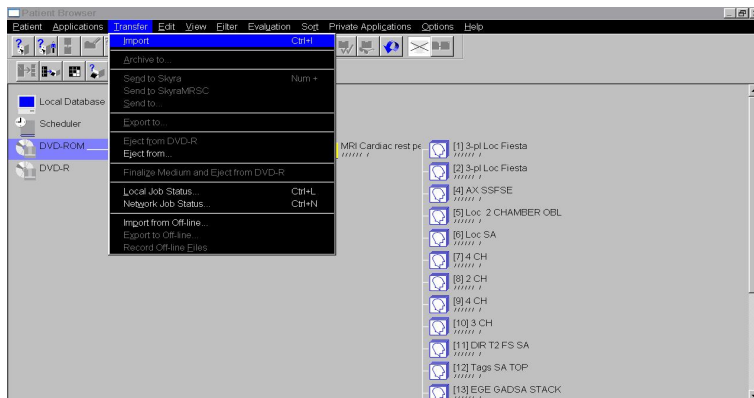 Patient Browser
Patient Applications Transfer Edit View Filter Evaluation Sort Private Applications Options Help
Import Ctrl+I
Archive to...
Send to Skyra Num +
Send to SkyraMRSC
Send to...
Export to...
Eject from DVD-R
Eject from...
Finalize Medium and Eject from DVD-R
Local Job Status... Ctrl+L
Network Job Status... Ctrl+N
Import from Off-line...
Export to Off-line...
Record Off-line Files
Local Database
Scheduler
DVD-ROM
DVD-R
MRI Cardiac rest pe
[1] 3-pl Loc Fiesta
[2] 3-pl Loc Fiesta
[4] AX SSFSE
[5] Loc 2 CHAMBER OBL
[6] Loc SA
[7] 4 CH
[8] 2 CH
[9] 4 CH
[10] 3 CH
[11] DIR T2 FS SA
[12] Tags SA TOP
[13] EGE GADSA STACK